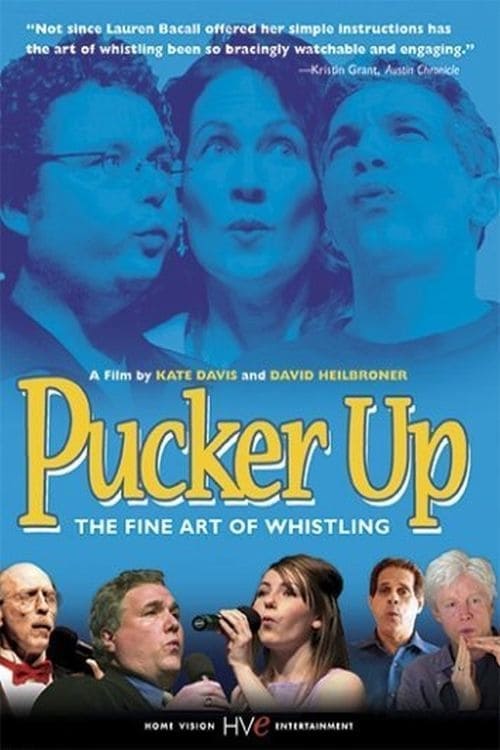 “Not since Lauren Bacall offered her simple instructions has
the art of whistling been so bracingly watchable and engaging.”
—Kristin Grant, Austin Chronicle
A Film by KATE DAVIS and DAVID HEILBRONER
Pucker Up
THE FINE ART OF WHISTLING
HOME VISION HVe ENTERTAINMENT